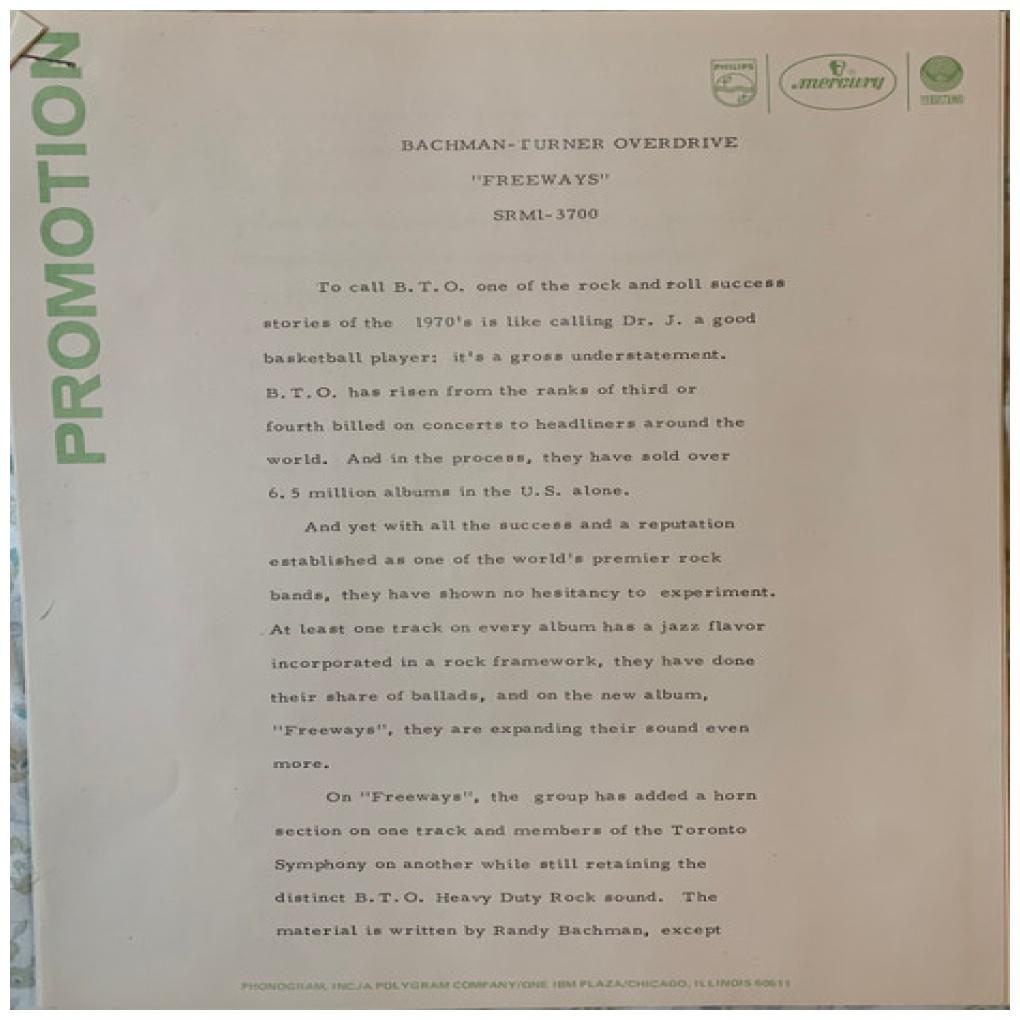 PROMOTION
PHILIPS
mercury
VERTIGO
BACHMAN-TURNER OVERDRIVE
"FREEWAYS"
SRM1-3700
To call B.T.O. one of the rock and roll success
stories of the 1970's is like calling Dr. J. a good
basketball player: it's a gross understatement.
B.T.O. has risen from the ranks of third or
fourth billed on concerts to headliners around the
world. And in the process, they have sold over
6.5 million albums in the U.S. alone.
And yet with all the success and a reputation
established as one of the world's premier rock
bands, they have shown no hesitancy to experiment.
At least one track on every album has a jazz flavor
incorporated in a rock framework, they have done
their share of ballads, and on the new album,
"Freeways", they are expanding their sound even
more.
On "Freeways", the group has added a horn
section on one track and members of the Toronto
Symphony on another while still retaining the
distinct B.T.O. Heavy Duty Rock sound. The
material is written by Randy Bachman, except
PHONOGRAM, INC./A POLYGRAM COMPANY/ONE IBM PLAZA/CHICAGO, ILLINOIS 60611